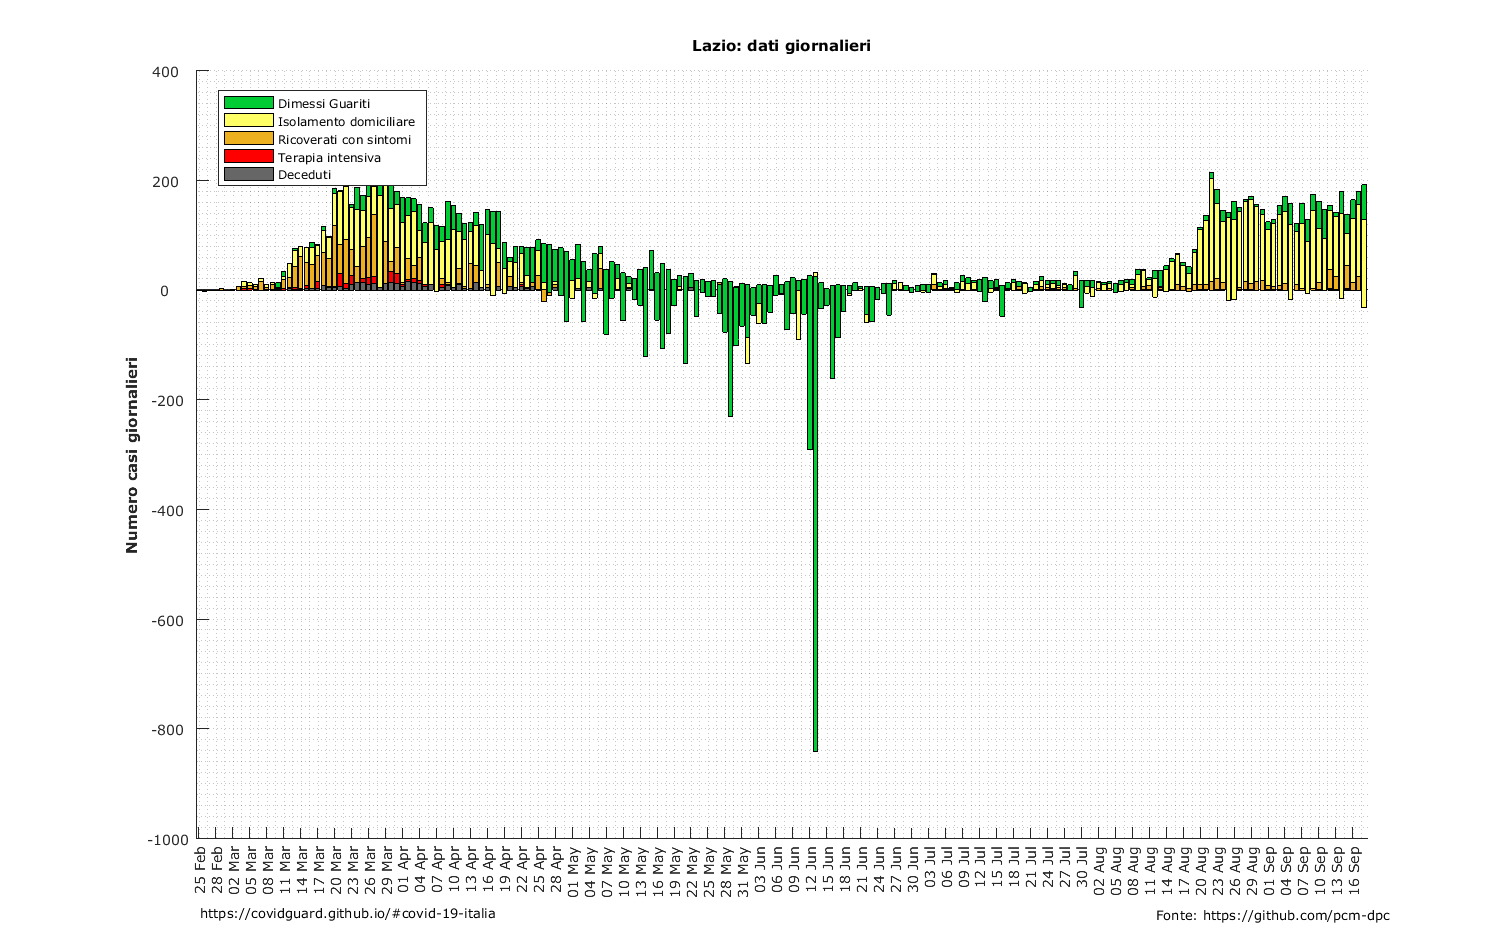 Lazio: dati giornalieri
400
200
0
-200
-400
-600
-800
-1000
Numero casi giornalieri
Dimessi Guariti
Isolamento domiciliare
Ricoverati con sintomi
Terapia intensiva
Deceduti
25 Feb
28 Feb
02 Mar
05 Mar
08 Mar
11 Mar
14 Mar
17 Mar
20 Mar
23 Mar
26 Mar
29 Mar
01 Apr
04 Apr
07 Apr
10 Apr
13 Apr
16 Apr
19 Apr
22 Apr
25 Apr
28 Apr
01 May
04 May
07 May
10 May
13 May
16 May
19 May
22 May
25 May
28 May
31 May
03 Jun
06 Jun
09 Jun
12 Jun
15 Jun
18 Jun
21 Jun
24 Jun
27 Jun
30 Jun
03 Jul
06 Jul
09 Jul
12 Jul
15 Jul
18 Jul
21 Jul
24 Jul
27 Jul
30 Jul
02 Aug
05 Aug
08 Aug
11 Aug
14 Aug
17 Aug
20 Aug
23 Aug
26 Aug
29 Aug
01 Sep
04 Sep
07 Sep
10 Sep
13 Sep
16 Sep
https://covidguard.github.io/#covid-19-italia
Fonte: https://github.com/pcm-dpc